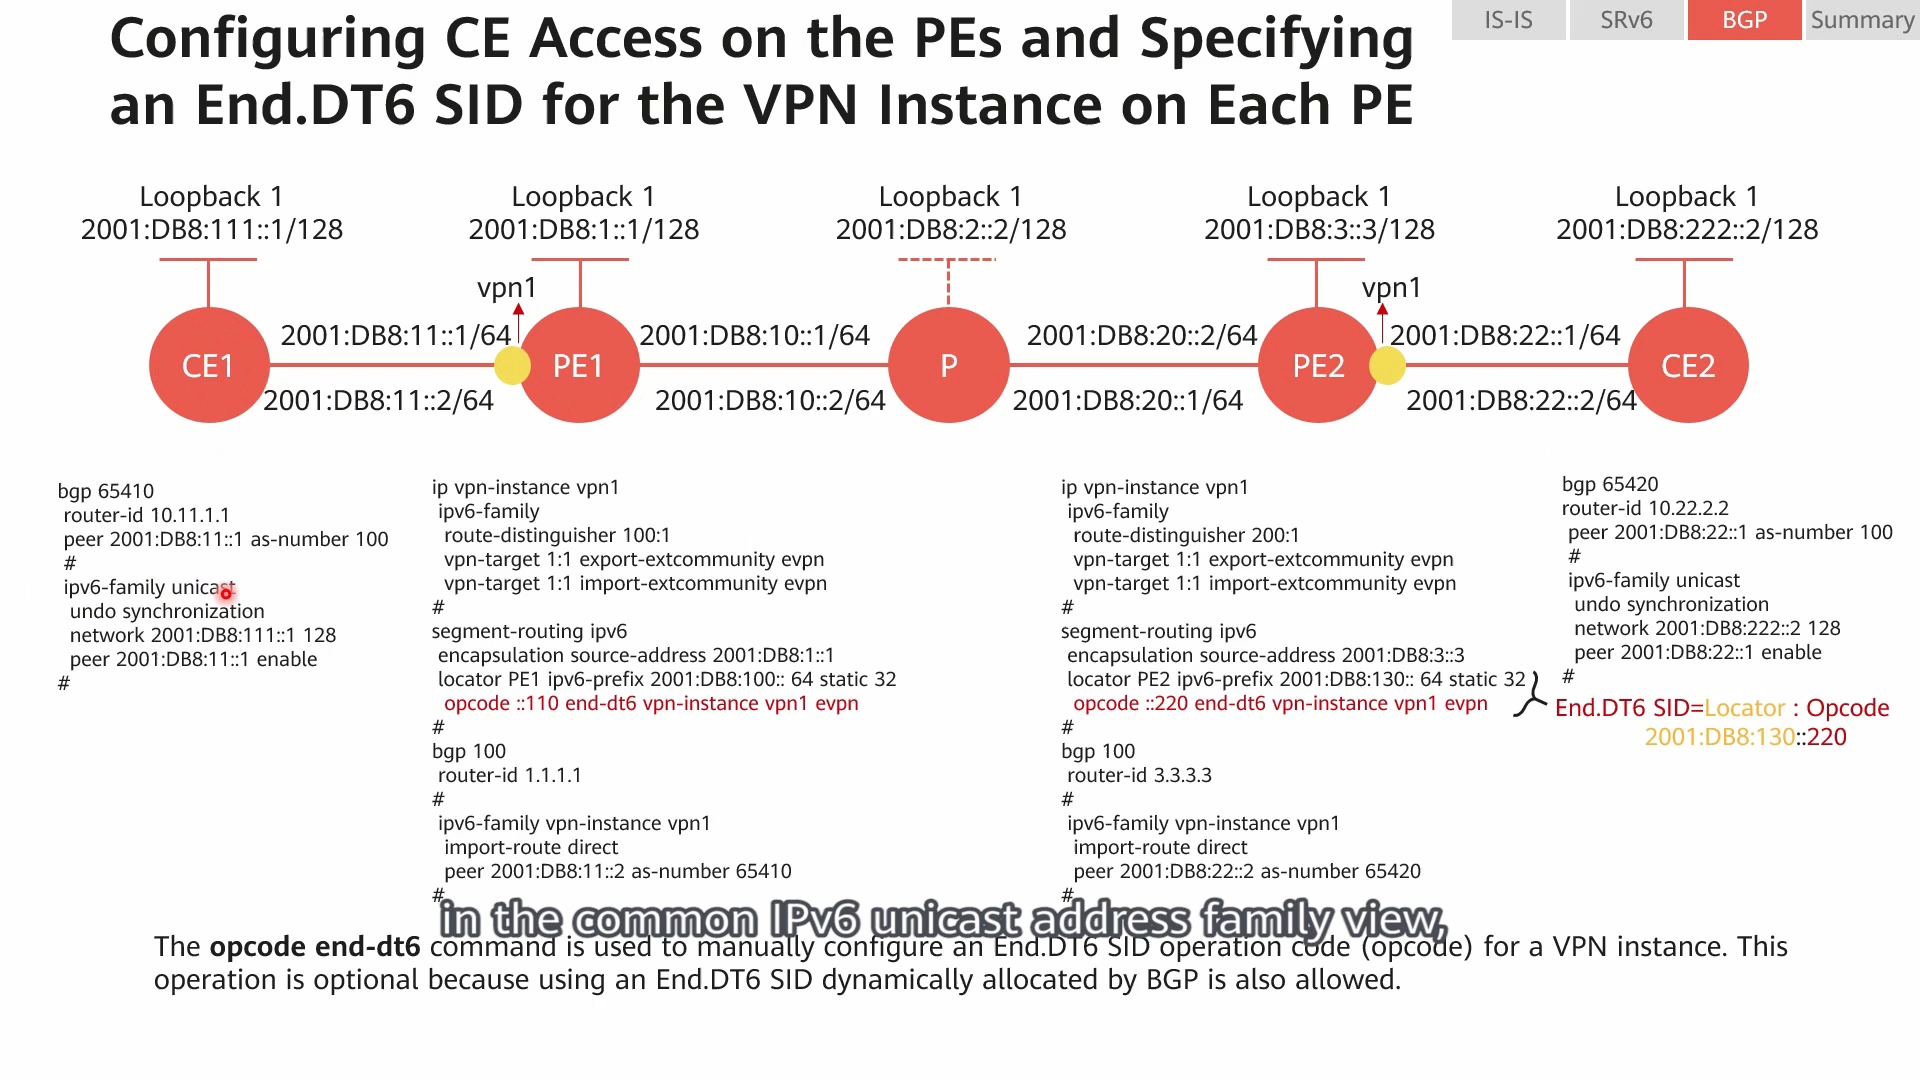 Configuring CE Access on the PEs and Specifying
an End.DT6 SID for the VPN Instance on Each PE
IS-IS
SRv6
BGP
Summary
Loopback 1
2001:DB8:111::1/128
Loopback 1
2001:DB8:1::1/128
Loopback 1
2001:DB8:2::2/128
Loopback 1
2001:DB8:3::3/128
Loopback 1
2001:DB8:222::2/128
vpn1
vpn1
2001:DB8:11::1/64
2001:DB8:10::1/64
2001:DB8:20::2/64
2001:DB8:22::1/64
CE1
PE1
P
PE2
CE2
2001:DB8:11::2/64
2001:DB8:10::2/64
2001:DB8:20::1/64
2001:DB8:22::2/64
bgp 65410
router-id 10.11.1.1
peer 2001:DB8:11::1 as-number 100
#
ipv6-family unicast
undo synchronization
network 2001:DB8:111::1 128
peer 2001:DB8:11::1 enable
#
ip vpn-instance vpn1
ipv6-family
route-distinguisher 100:1
vpn-target 1:1 export-extcommunity evpn
vpn-target 1:1 import-extcommunity evpn
#
segment-routing ipv6
encapsulation source-address 2001:DB8:1::1
locator PE1 ipv6-prefix 2001:DB8:100:: 64 static 32
opcode ::110 end-dt6 vpn-instance vpn1 evpn
#
bgp 100
router-id 1.1.1.1
#
ipv6-family vpn-instance vpn1
import-route direct
peer 2001:DB8:11::2 as-number 65410
#
ip vpn-instance vpn1
ipv6-family
route-distinguisher 200:1
vpn-target 1:1 export-extcommunity evpn
vpn-target 1:1 import-extcommunity evpn
#
segment-routing ipv6
encapsulation source-address 2001:DB8:3::3
locator PE2 ipv6-prefix 2001:DB8:130:: 64 static 32
opcode ::220 end-dt6 vpn-instance vpn1 evpn
#
bgp 100
router-id 3.3.3.3
#
ipv6-family vpn-instance vpn1
import-route direct
peer 2001:DB8:22::2 as-number 65420
#
bgp 65420
router-id 10.22.2.2
peer 2001:DB8:22::1 as-number 100
#
ipv6-family unicast
undo synchronization
network 2001:DB8:222::2 128
peer 2001:DB8:22::1 enable
#
End.DT6 SID=Locator : Opcode
2001:DB8:130::220
in the common IPv6 unicast address family view,
The opcode end-dt6 command is used to manually configure an End.DT6 SID operation code (opcode) for a VPN instance. This
operation is optional because using an End.DT6 SID dynamically allocated by BGP is also allowed.